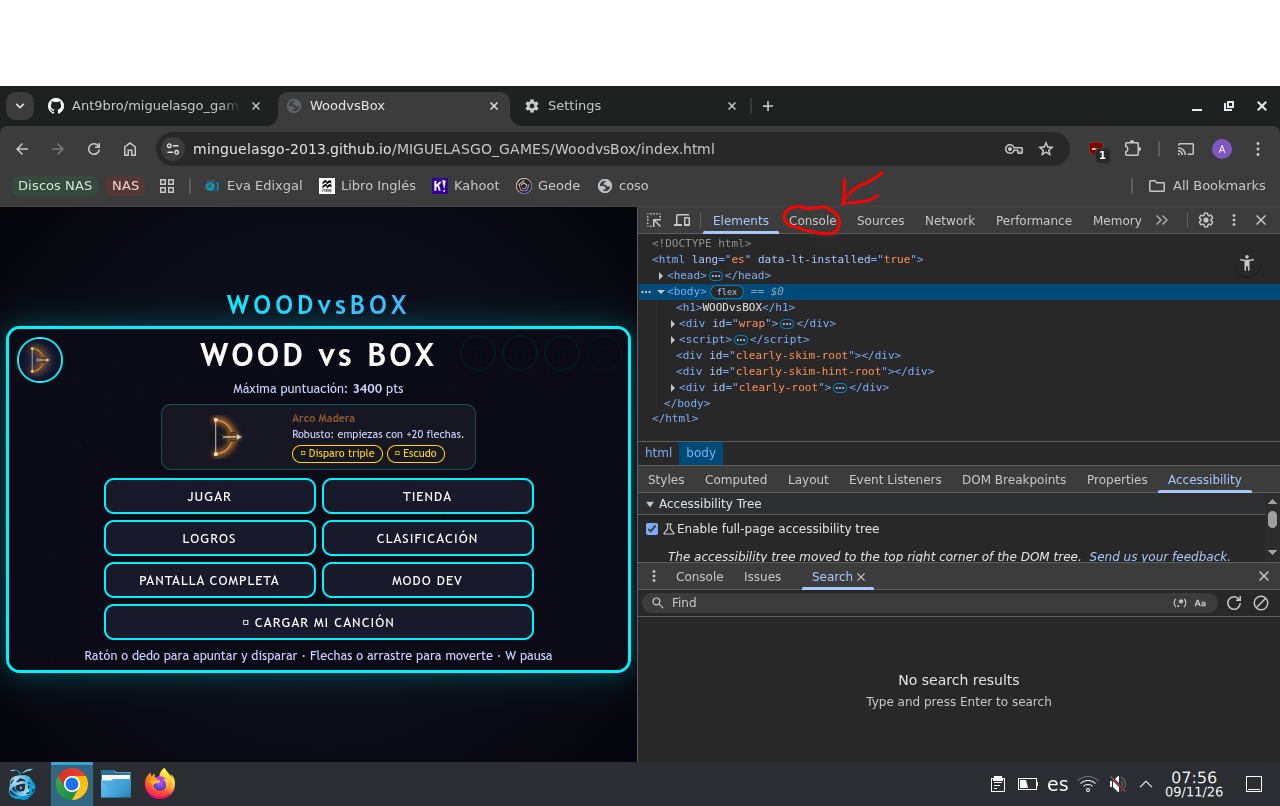 Ant9bro/miguelasgo_gam
WoodvsBox
Settings
minguelasgo-2013.github.io/MIGUELASGO_GAMES/WoodvsBox/index.html
1
A
Discos NAS
NAS
Eva Edixgal
Libro Inglés
Kahoot
Geode
coso
All Bookmarks
WOODvsBOX
WOOD vs BOX
Máxima puntuación: 3400 pts
Arco Madera
Robusto: empiezas con +20 flechas.
Disparo triple
Escudo
JUGAR
TIENDA
LOGROS
CLASIFICACIÓN
PANTALLA COMPLETA
MODO DEV
CARGAR MI CANCIÓN
Ratón o dedo para apuntar y disparar · Flechas o arrastre para moverte · W pausa
Elements
Console
Sources
Network
Performance
Memory
<!DOCTYPE html>
<html lang="es" data-lt-installed="true">
<head>…</head>
<body> flex == $0
<h1>WOODvsBOX</h1>
<div id="wrap">…</div>
<script>…</script>
<div id="clearly-skim-root"></div>
<div id="clearly-skim-hint-root"></div>
<div id="clearly-root">…</div>
</body>
</html>
html
body
Styles
Computed
Layout
Event Listeners
DOM Breakpoints
Properties
Accessibility
Accessibility Tree
Enable full-page accessibility tree
The accessibility tree moved to the top right corner of the DOM tree. Send us your feedback.
Console
Issues
Search
Find
(.*)
Aa
No search results
Type and press Enter to search
es
07:56
09/11/26